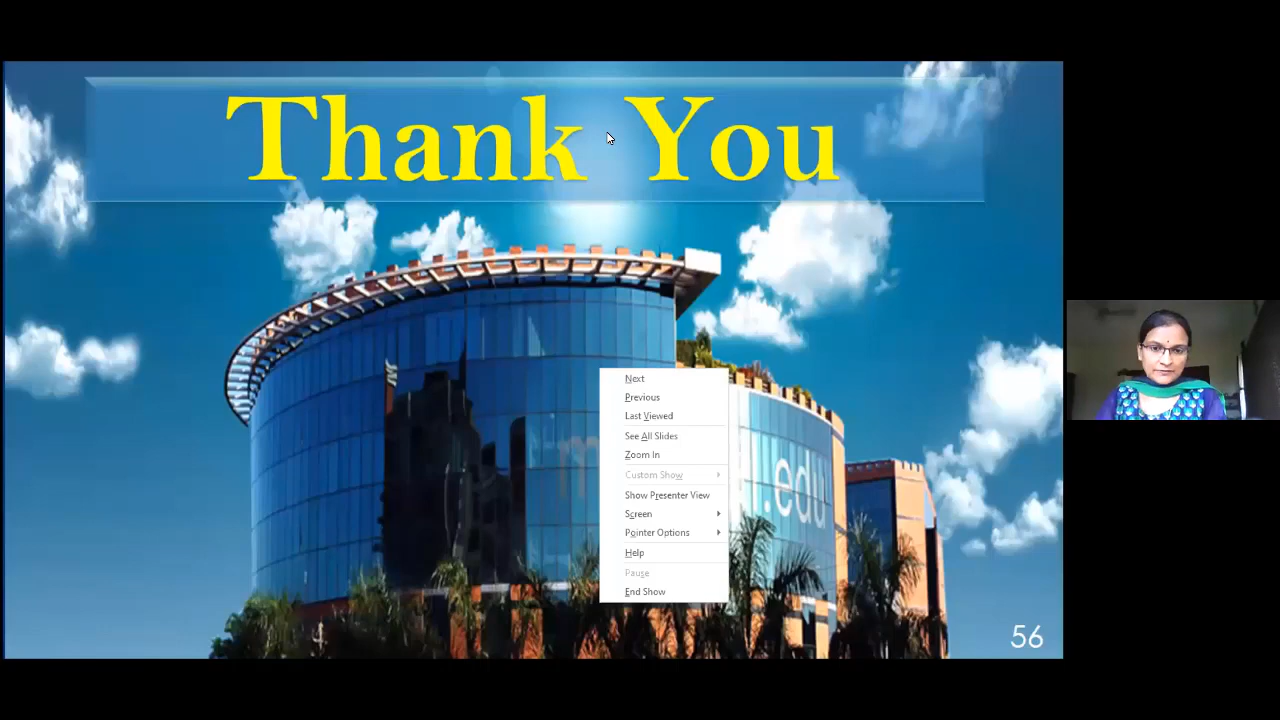 Thank You
Next
Previous
Last Viewed
See All Slides
Zoom In
Custom Show
Show Presenter View
Screen
Pointer Options
Help
Pause
End Show
.edu
56